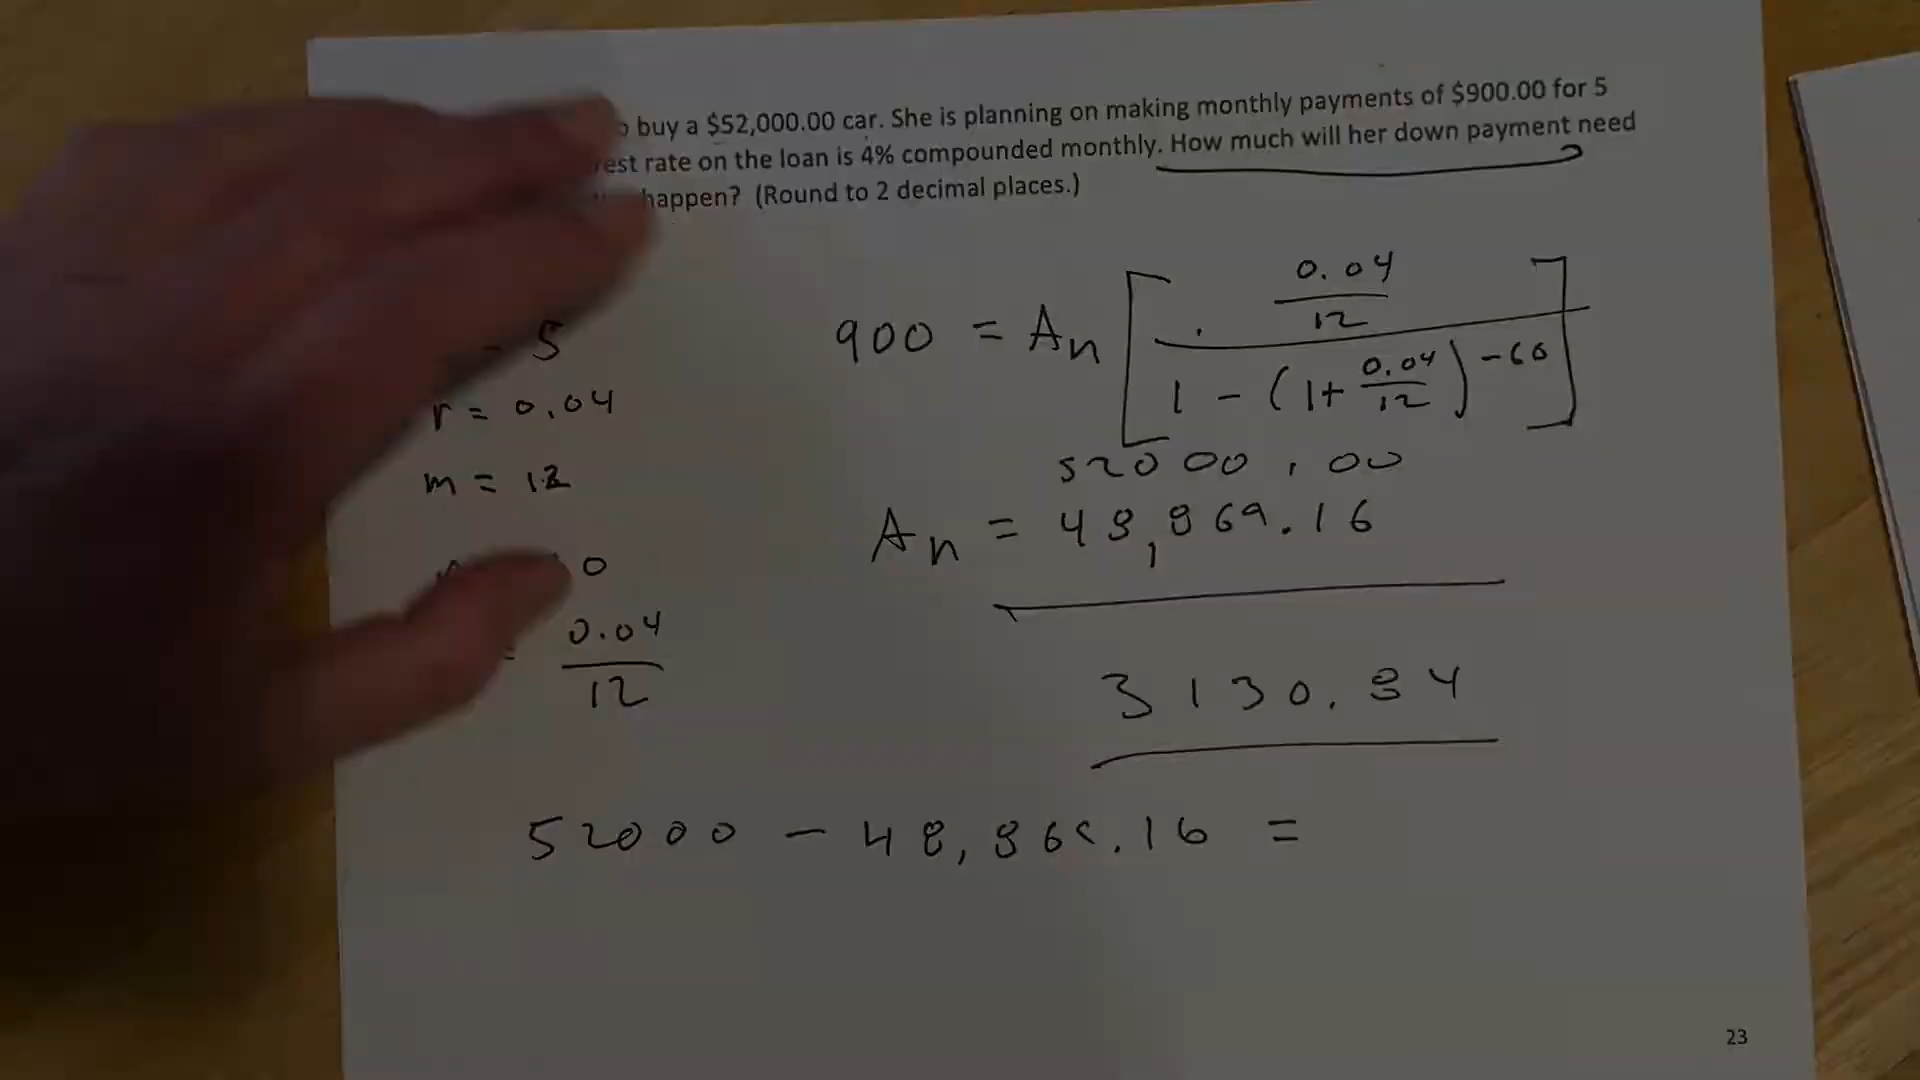 buy a $52,000.00 car. She is planning on making monthly payments of $900.00 for 5
rest rate on the loan is 4% compounded monthly. How much will her down payment need
happen? (Round to 2 decimal places.)
900 = An [ 0.04/12 / 1 - (1 + 0.04/12)^-60 ]
= 5
r = 0.04
m = 12
52000.00
An = 48,869.16
0
= 0.04/12
3130.84
52000 - 48,869.16 =
23